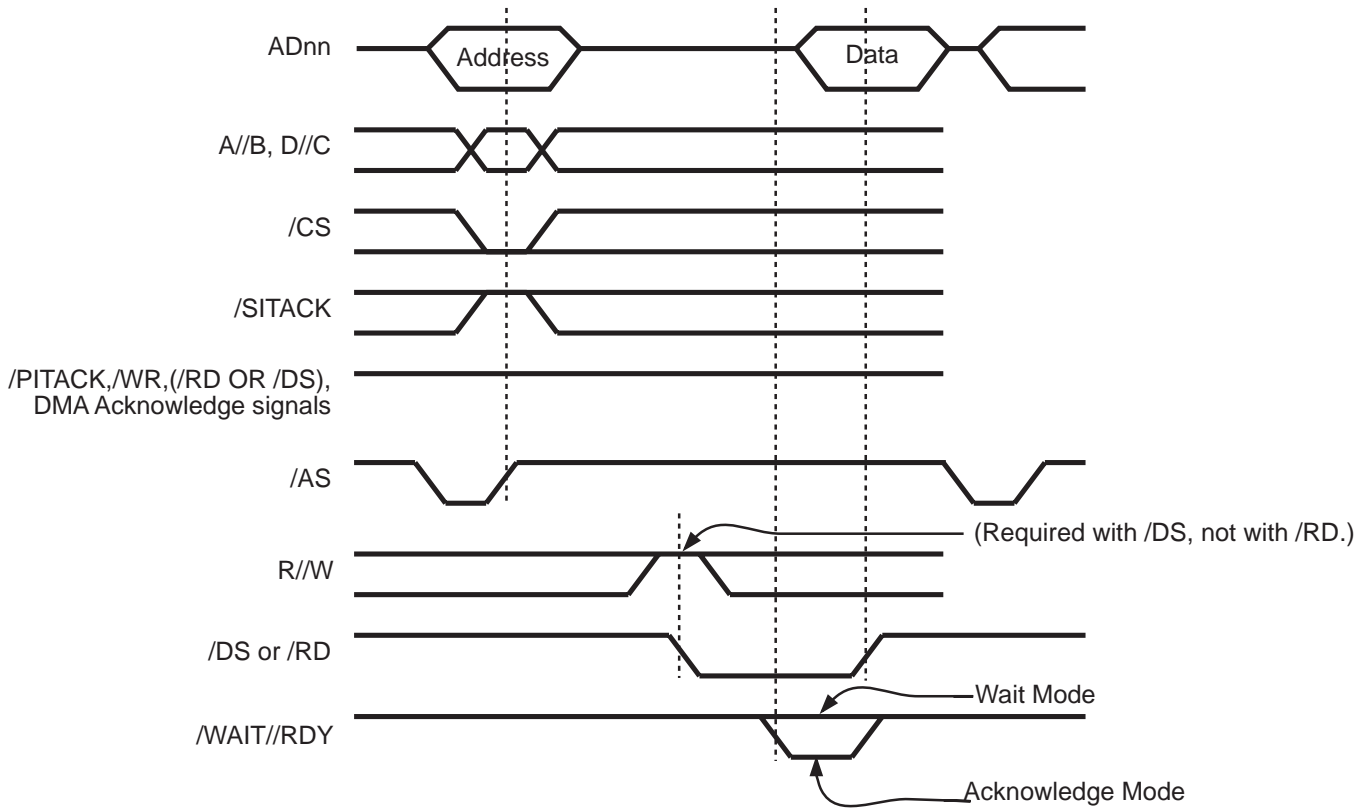 ADnn
Address
Data
A//B, D//C
/CS
/SITACK
/PITACK,/WR,(/RD OR /DS),
DMA Acknowledge signals
/AS
(Required with /DS, not with /RD.)
R//W
/DS or /RD
Wait Mode
/WAIT//RDY
Acknowledge Mode